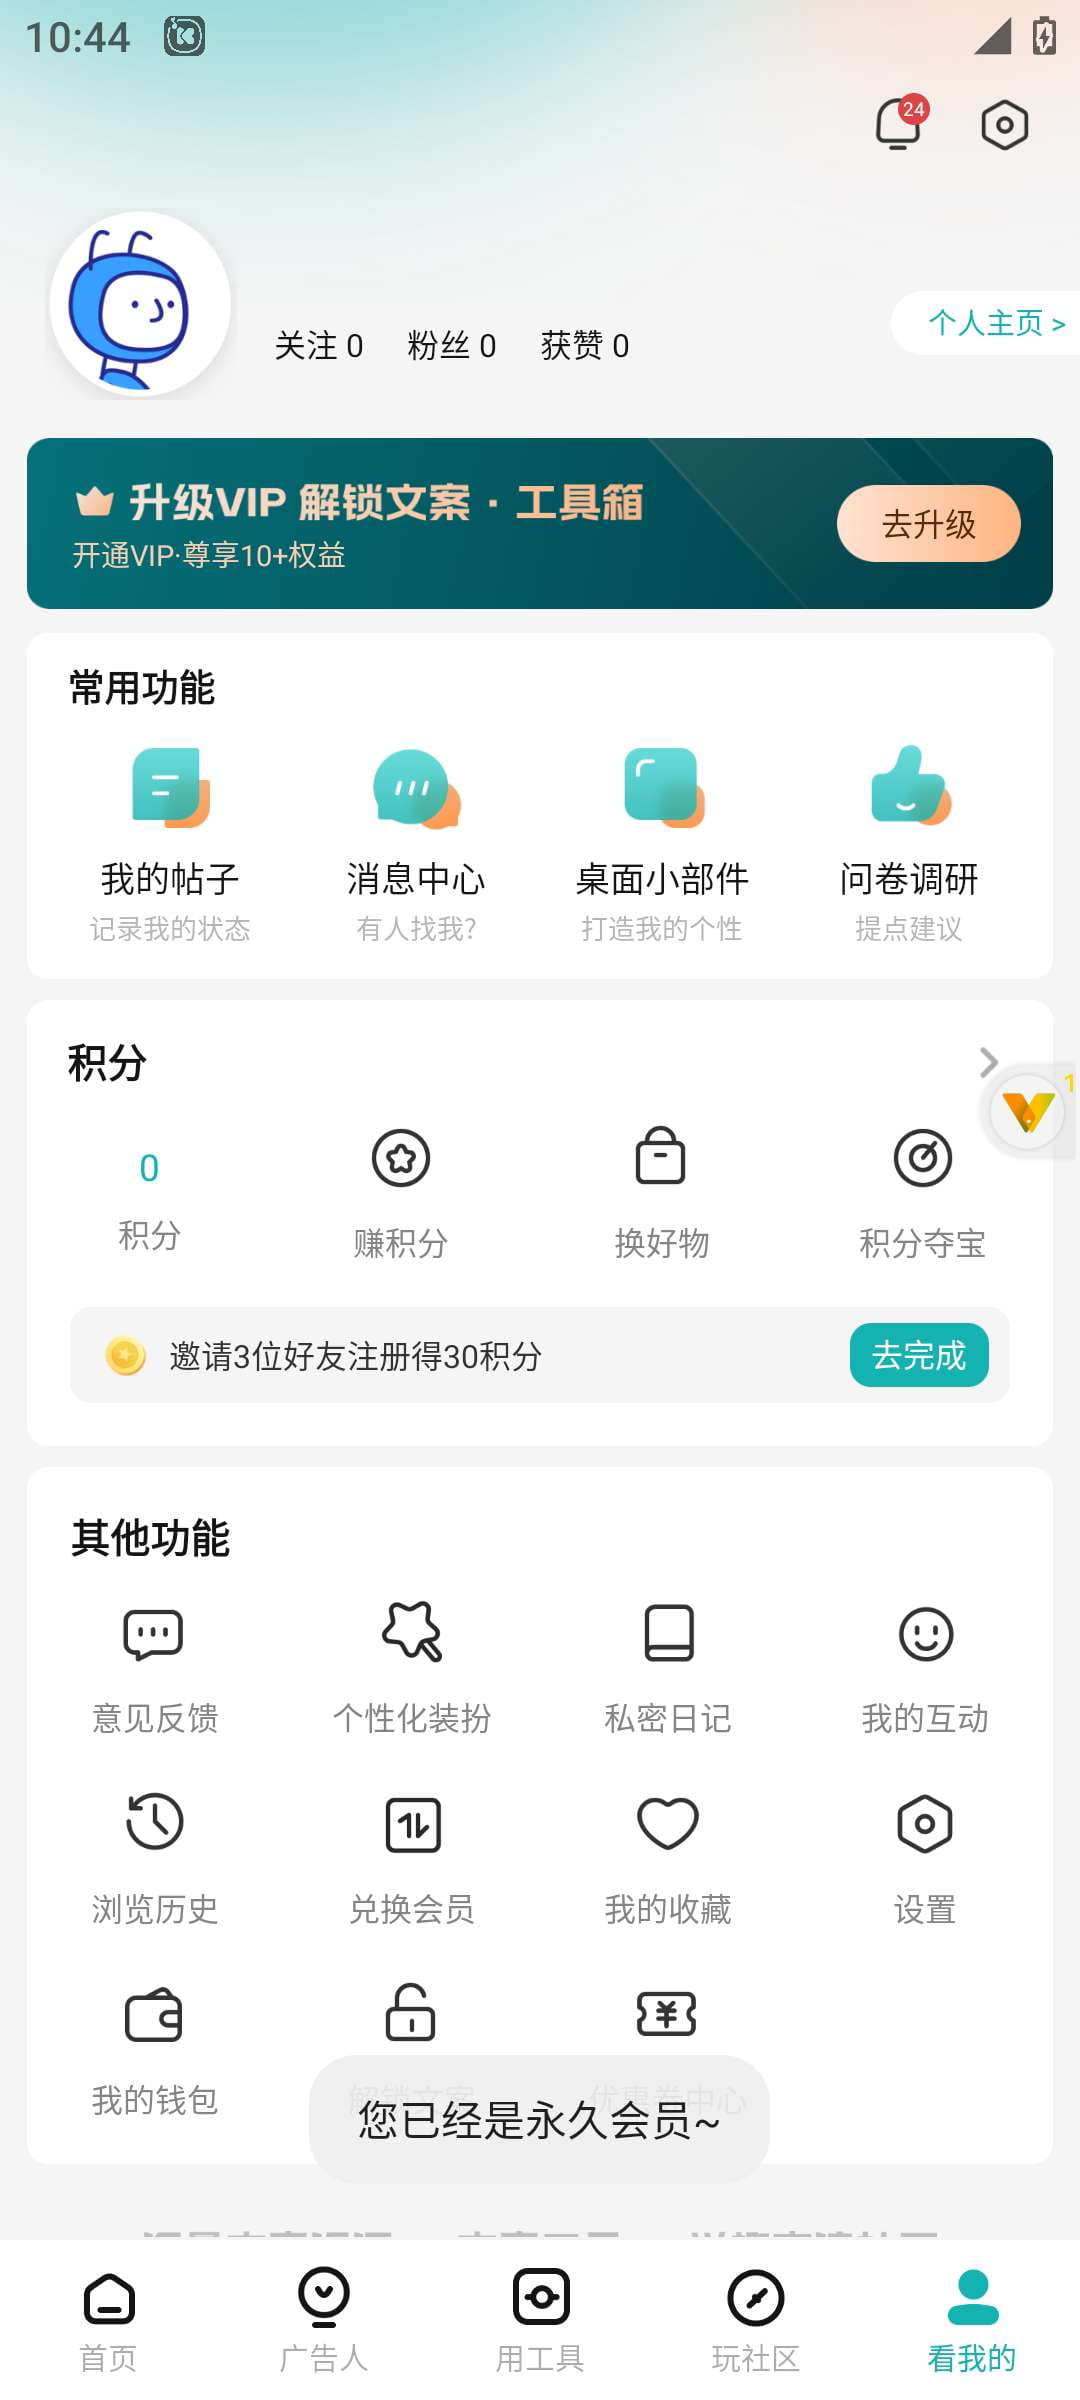 10:44
24
关注 0 粉丝 0 获赞 0
个人主页 >
升级VIP 解锁文案 · 工具箱
开通VIP·尊享10+权益
去升级
常用功能
我的帖子 消息中心 桌面小部件 问卷调研
记录我的状态 有人找我? 打造我的个性 提点建议
积分
1
0
积分 赚积分 换好物 积分夺宝
邀请3位好友注册得30积分
去完成
其他功能
意见反馈 个性化装扮 私密日记 我的互动
浏览历史 兑换会员 我的收藏 设置
我的钱包 解锁文案 优惠券中心
您已经是永久会员~
首页 广告人 用工具 玩社区 看我的